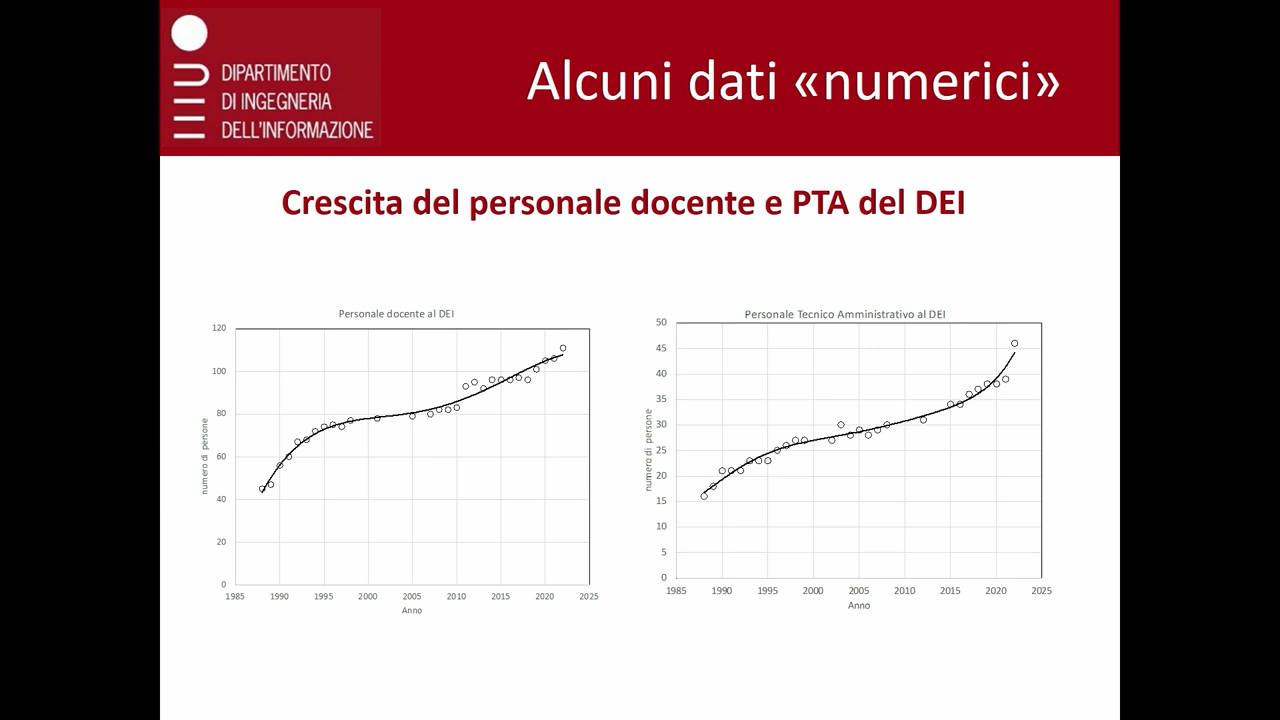 DIPARTIMENTO
DI INGEGNERIA
DELL'INFORMAZIONE
Alcuni dati «numerici»
Crescita del personale docente e PTA del DEI
Personale docente al DEI
120
100
80
60
40
20
0
numero di persone
1985 1990 1995 2000 2005 2010 2015 2020 2025
Anno
Personale Tecnico Amministrativo al DEI
50
45
40
35
30
25
20
15
10
5
0
numero di persone
1985 1990 1995 2000 2005 2010 2015 2020 2025
Anno